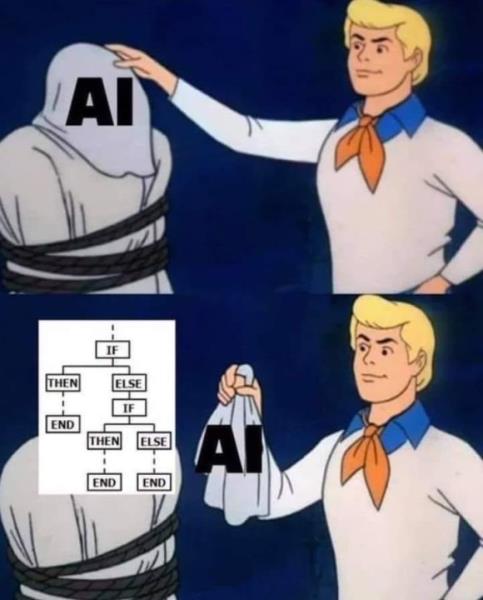 AI
IF
THEN ELSE
IF
END
THEN ELSE
END END
AI